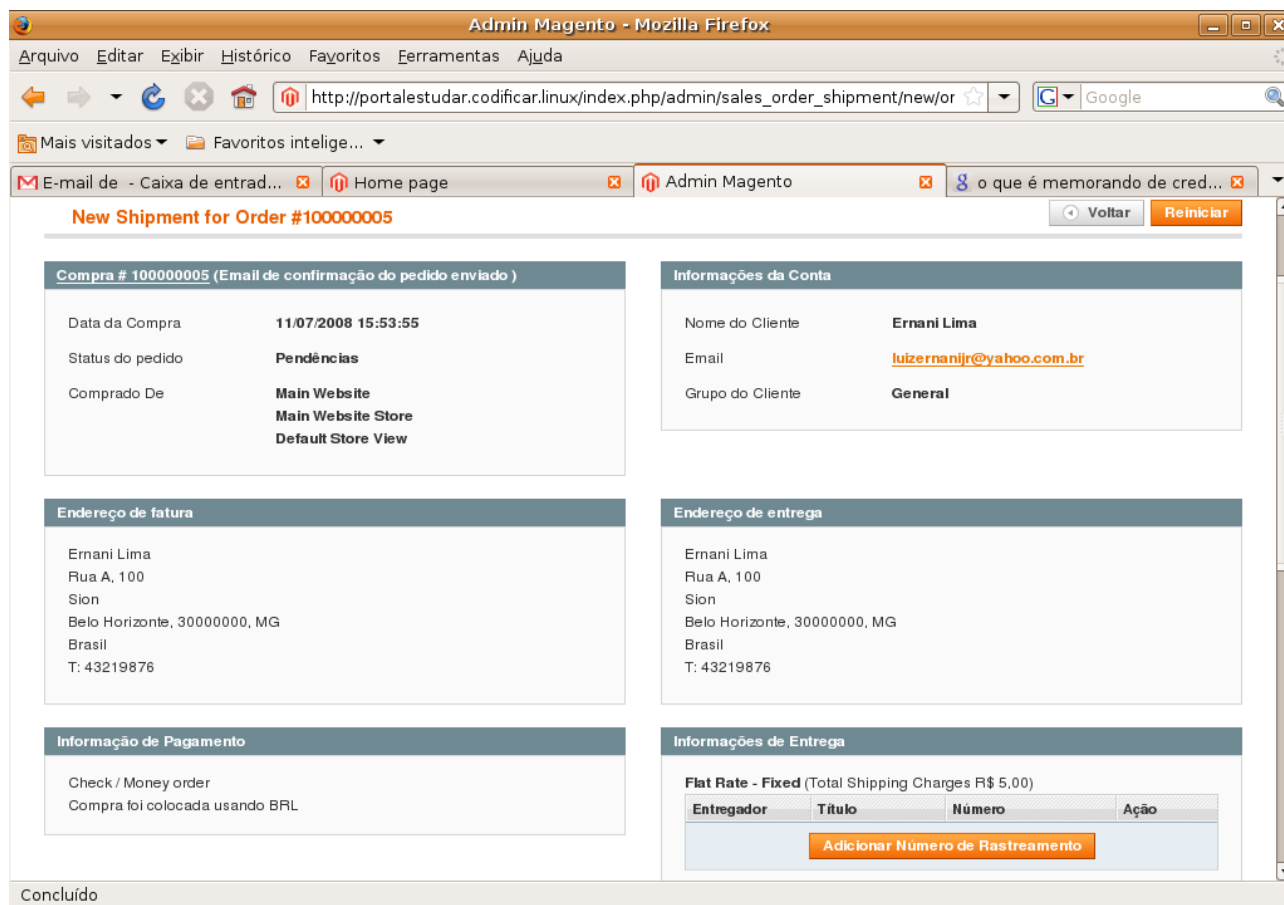 Admin Magento - Mozilla Firefox
Arquivo Editar Exibir Histórico Favoritos Ferramentas Ajuda
http://portalestudar.codificar.linux/index.php/admin/sales_order_shipment/new/or G Google
Mais visitados Favoritos intelige...
E-mail de - Caixa de entrad... Home page Admin Magento o que é memorando de cred...
New Shipment for Order #100000005 Voltar Reiniciar
Compra # 100000005 (Email de confirmação do pedido enviado )
Data da Compra 11/07/2008 15:53:55
Status do pedido Pendências
Comprado De Main Website
Main Website Store
Default Store View
Informações da Conta
Nome do Cliente Ernani Lima
Email luizernanijr@yahoo.com.br
Grupo do Cliente General
Endereço de fatura
Ernani Lima
Rua A, 100
Sion
Belo Horizonte, 30000000, MG
Brasil
T: 43219876
Endereço de entrega
Ernani Lima
Rua A, 100
Sion
Belo Horizonte, 30000000, MG
Brasil
T: 43219876
Informação de Pagamento
Check / Money order
Compra foi colocada usando BRL
Informações de Entrega
Flat Rate - Fixed (Total Shipping Charges R$ 5,00)
Entregador Título Número Ação
Adicionar Número de Rastreamento
Concluído